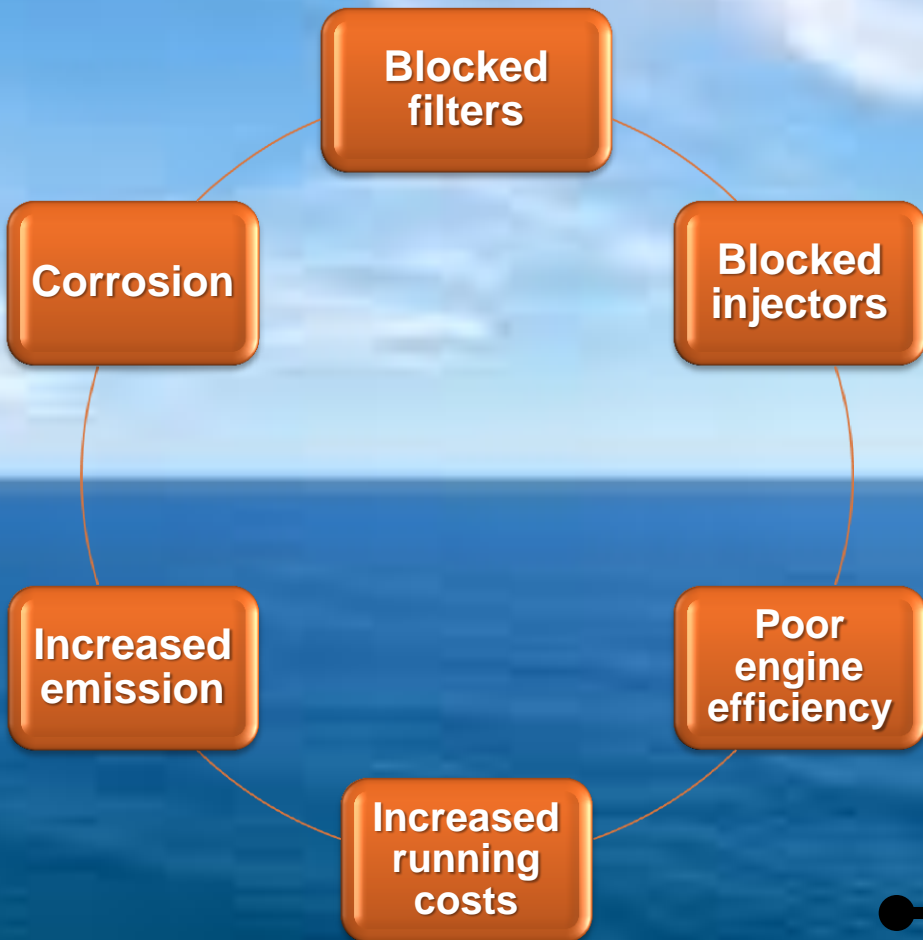 Blocked
filters
Blocked
injectors
Poor
engine
efficiency
Increased
running
costs
Increased
emission
Corrosion